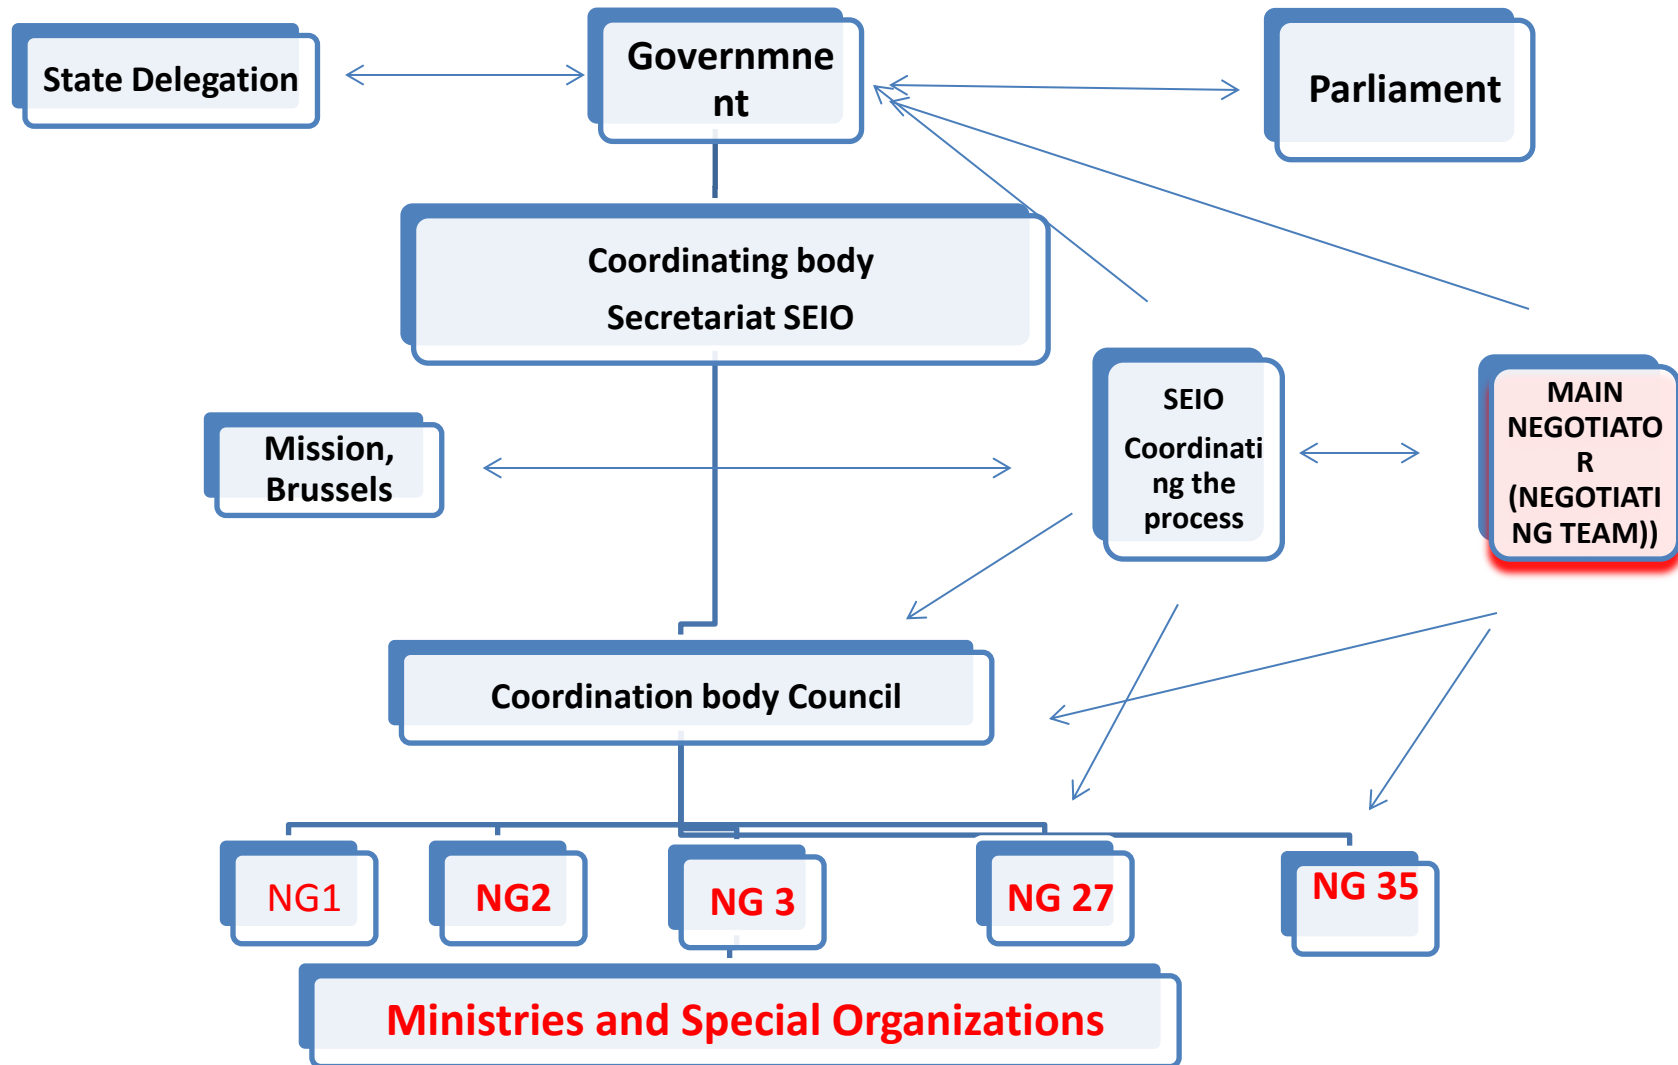 State Delegation
Governmne
nt
Parliament
Coordinating body
Secretariat SEIO
Mission,
Brussels
SEIO
Coordinati
ng the
process
MAIN
NEGOTIATO
R
(NEGOTIATI
NG TEAM))
Coordination body Council
NG1
NG2
NG 3
NG 27
NG 35
Ministries and Special Organizations